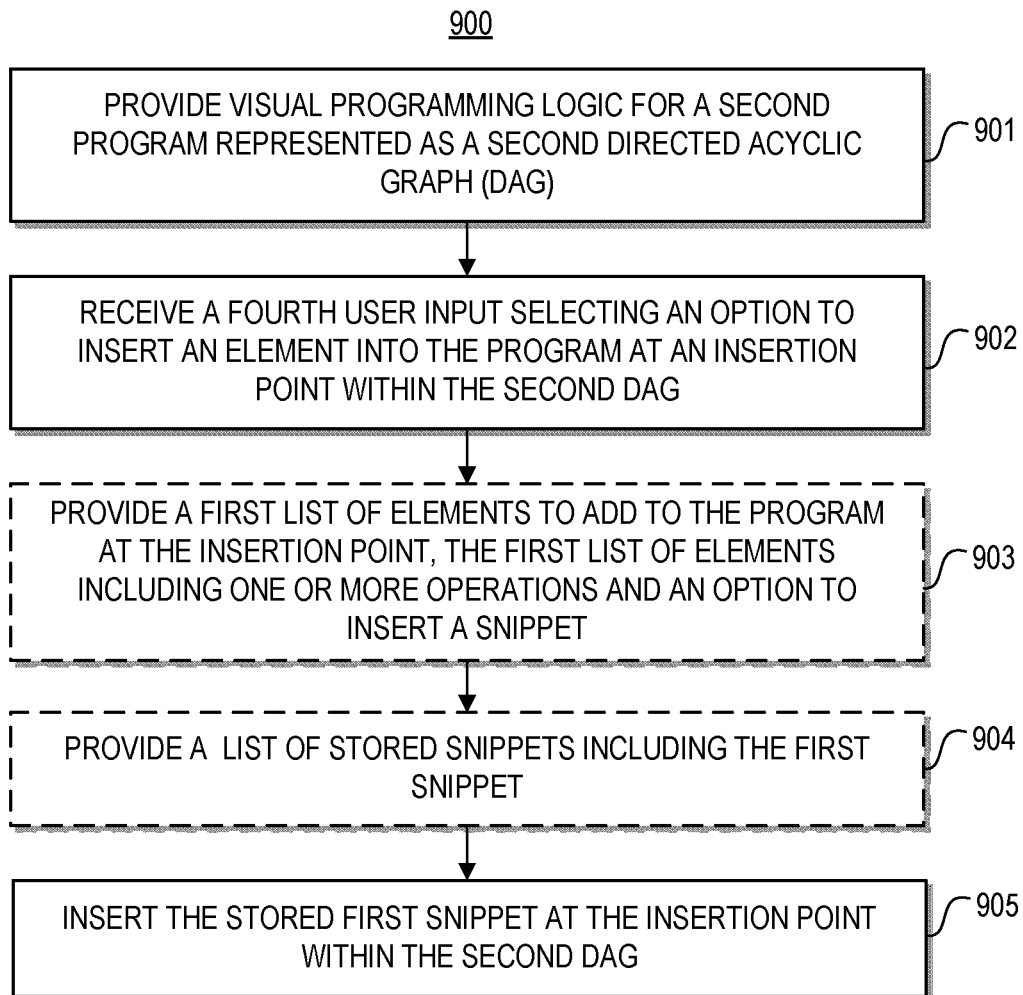 900
PROVIDE VISUAL PROGRAMMING LOGIC FOR A SECOND
PROGRAM REPRESENTED AS A SECOND DIRECTED ACYCLIC
GRAPH (DAG)
901
RECEIVE A FOURTH USER INPUT SELECTING AN OPTION TO
INSERT AN ELEMENT INTO THE PROGRAM AT AN INSERTION
POINT WITHIN THE SECOND DAG
902
PROVIDE A FIRST LIST OF ELEMENTS TO ADD TO THE PROGRAM
AT THE INSERTION POINT, THE FIRST LIST OF ELEMENTS
INCLUDING ONE OR MORE OPERATIONS AND AN OPTION TO
INSERT A SNIPPET
903
PROVIDE A LIST OF STORED SNIPPETS INCLUDING THE FIRST
SNIPPET
904
INSERT THE STORED FIRST SNIPPET AT THE INSERTION POINT
WITHIN THE SECOND DAG
905